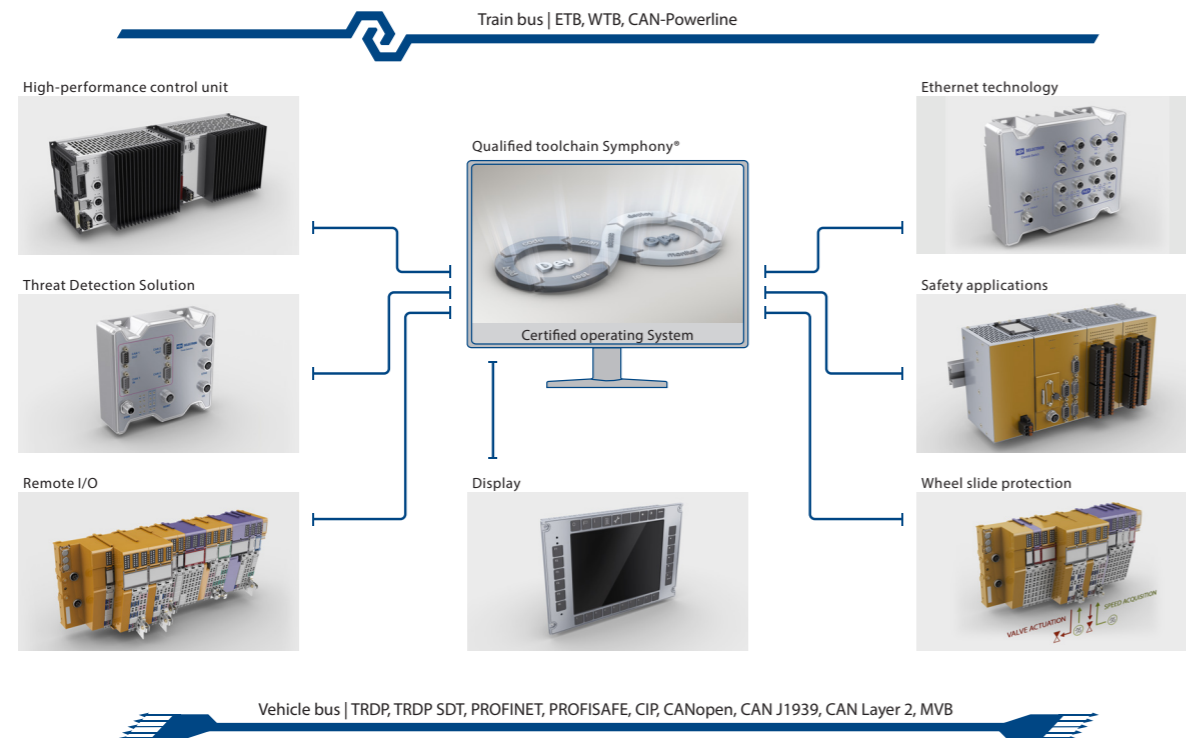 Train bus | ETB, WTB, CAN-Powerline
High-performance control unit
Ethernet technology
Qualified toolchain Symphony®
Dev
Ops
Certified operating System
Threat Detection Solution
Safety applications
Remote I/O
Display
Wheel slide protection
VALVE ACTUATION
SPEED ACQUISITION
Vehicle bus | TRDP, TRDP SDT, PROFINET, PROFISAFE, CIP, CANopen, CAN J1939, CAN Layer 2, MVB